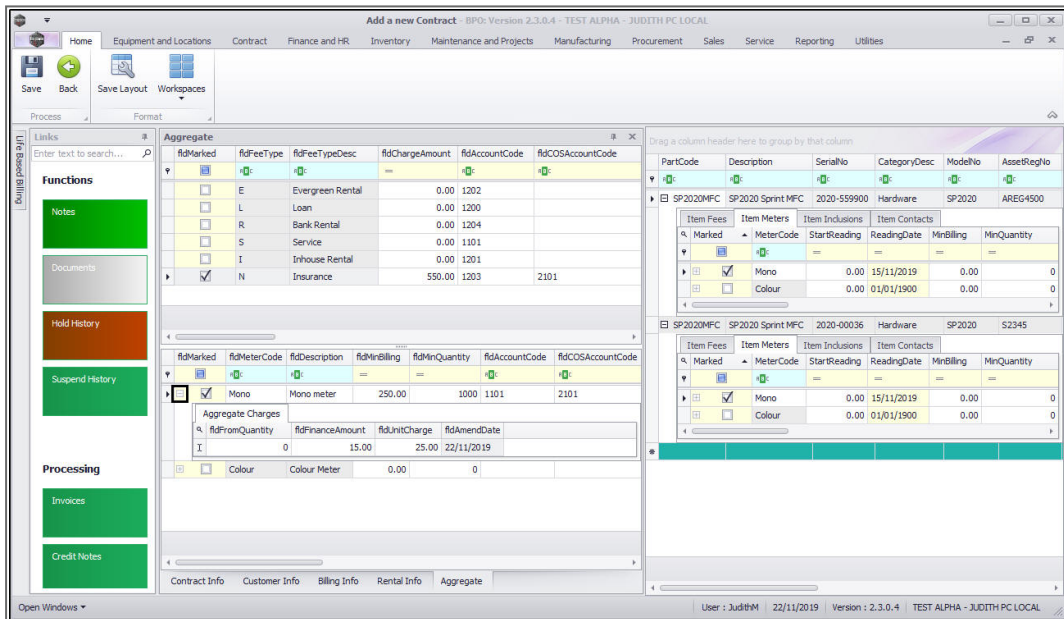 Add a new Contract - BPO: Version 2.3.0.4 - TEST ALPHA - JUDITH PC LOCAL
Home Equipment and Locations Contract Finance and HR Inventory Maintenance and Projects Manufacturing Procurement Sales Service Reporting Utilities
Save Back Save Layout Workspaces
Process Format
Life Based Billing
Links
Enter text to search...
Functions
Notes
Documents
Hold History
Suspend History
Processing
Invoices
Credit Notes
Aggregate
fldMarked fldFeeType fldFeeTypeDesc fldChargeAmount fldAccountCode fldCOSAccountCode
E Evergreen Rental 0.00 1202
L Loan 0.00 1200
R Bank Rental 0.00 1204
S Service 0.00 1101
I Inhouse Rental 0.00 1201
N Insurance 550.00 1203 2101
fldMarked fldMeterCode fldDescription fldMinBilling fldMinQuantity fldAccountCode fldCOSAccountCode
Mono Mono meter 250.00 1000 1101 2101
Aggregate Charges
fldFromQuantity fldFinanceAmount fldUnitCharge fldAmendDate
0 15.00 25.00 22/11/2019
Colour Colour Meter 0.00 0
Contract Info Customer Info Billing Info Rental Info Aggregate
Drag a column header here to group by that column
PartCode Description SerialNo CategoryDesc ModelNo AssetRegNo
SP2020MFC SP2020 Sprint MFC 2020-559900 Hardware SP2020 AREG4500
Item Fees Item Meters Item Inclusions Item Contacts
Marked MeterCode StartReading ReadingDate MinBilling MinQuantity
Mono 0.00 15/11/2019 0.00 0
Colour 0.00 01/01/1900 0.00 0
SP2020MFC SP2020 Sprint MFC 2020-00036 Hardware SP2020 S2345
Item Fees Item Meters Item Inclusions Item Contacts
Marked MeterCode StartReading ReadingDate MinBilling MinQuantity
Mono 0.00 15/11/2019 0.00 0
Colour 0.00 01/01/1900 0.00 0
Open Windows
User : JudithM 22/11/2019 Version : 2.3.0.4 TEST ALPHA - JUDITH PC LOCAL